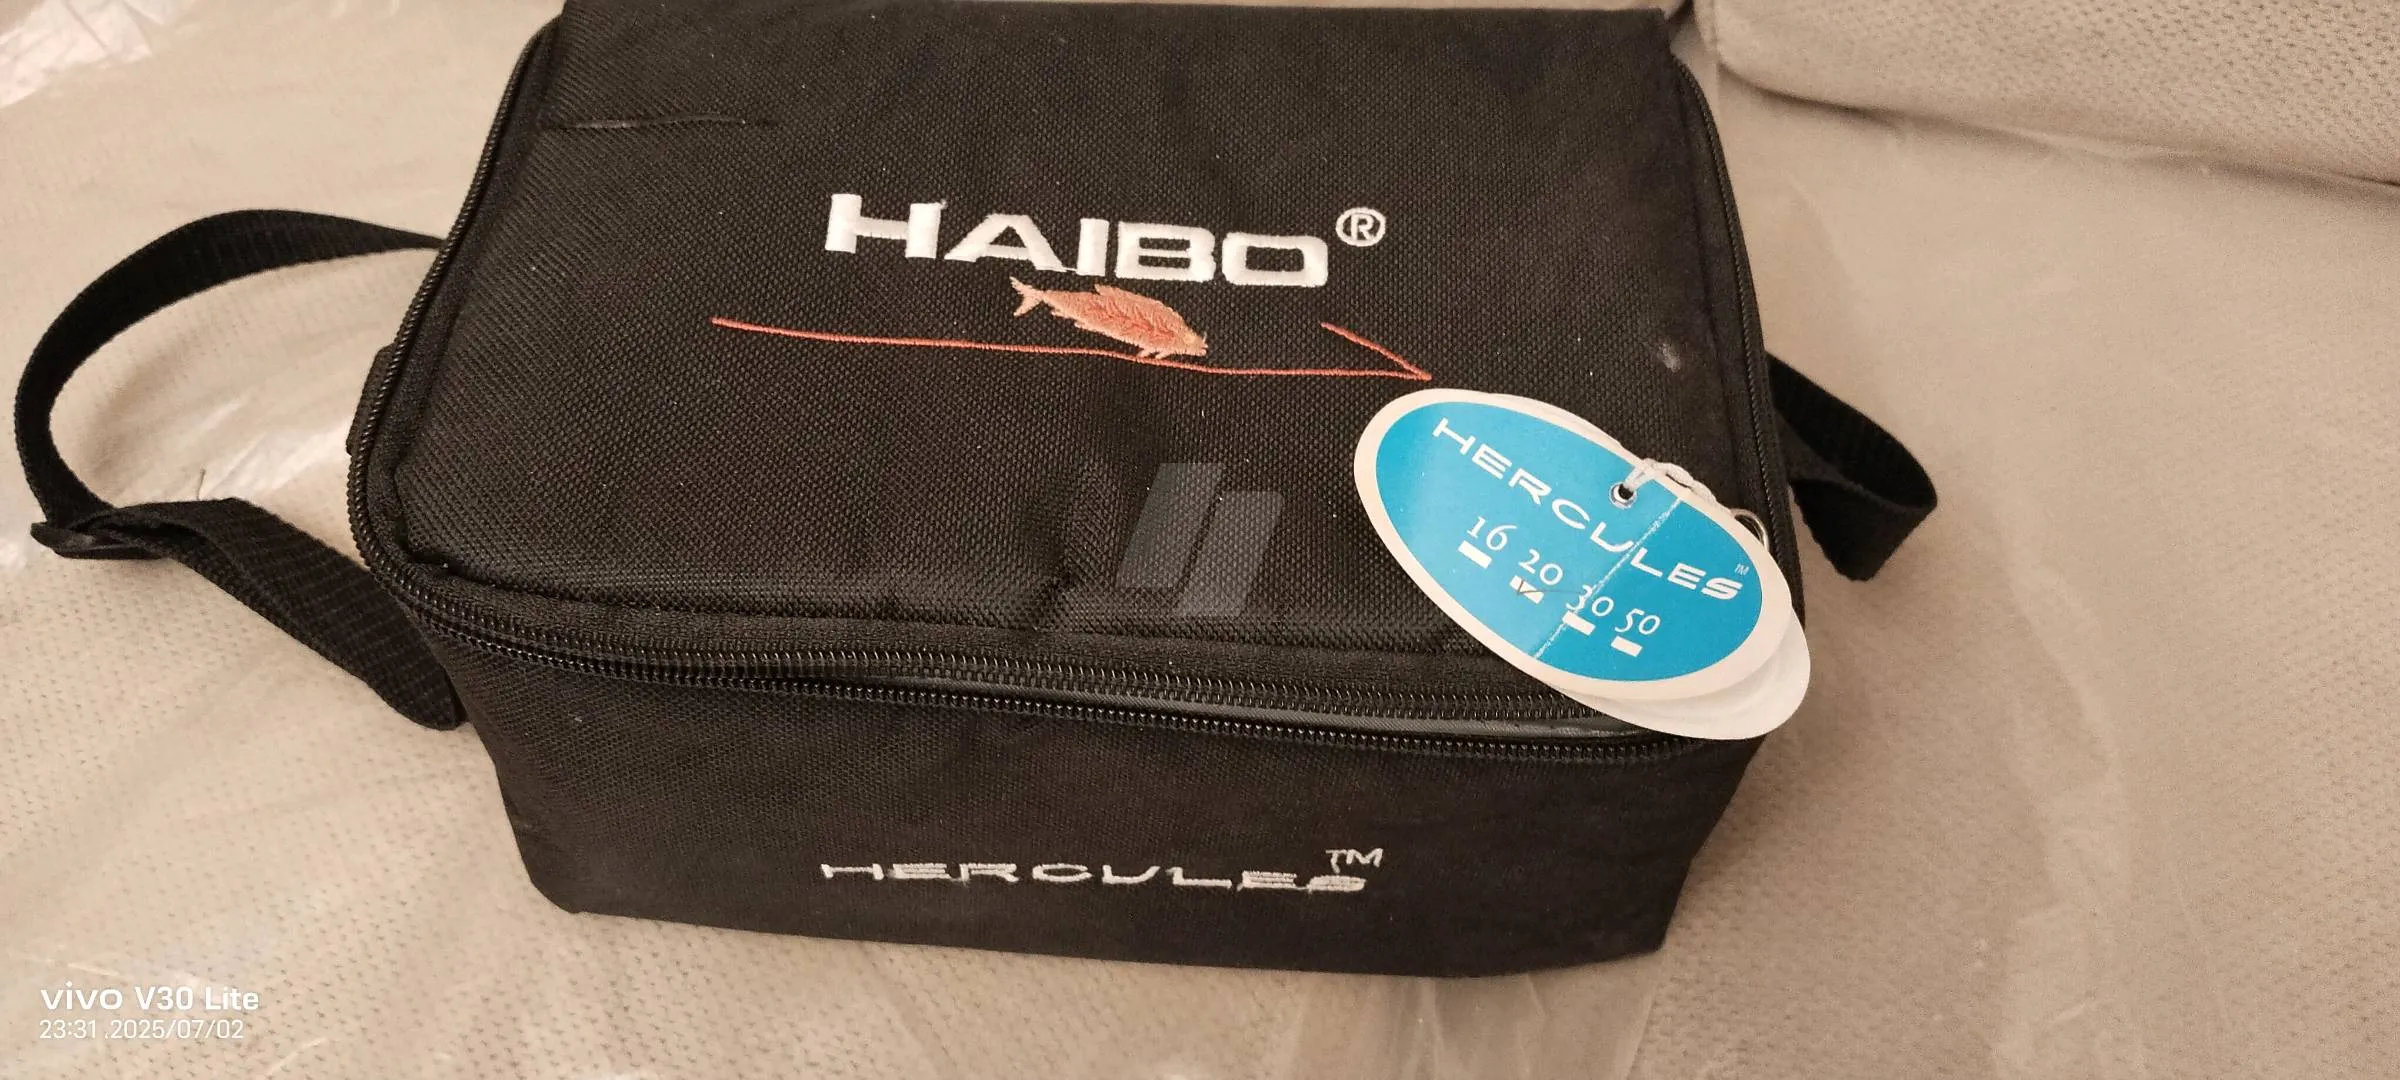 HAIBO®
HERCULES™
16 20 30 50
HERCULES™
vivo V30 Lite
23:31.2025/07/02